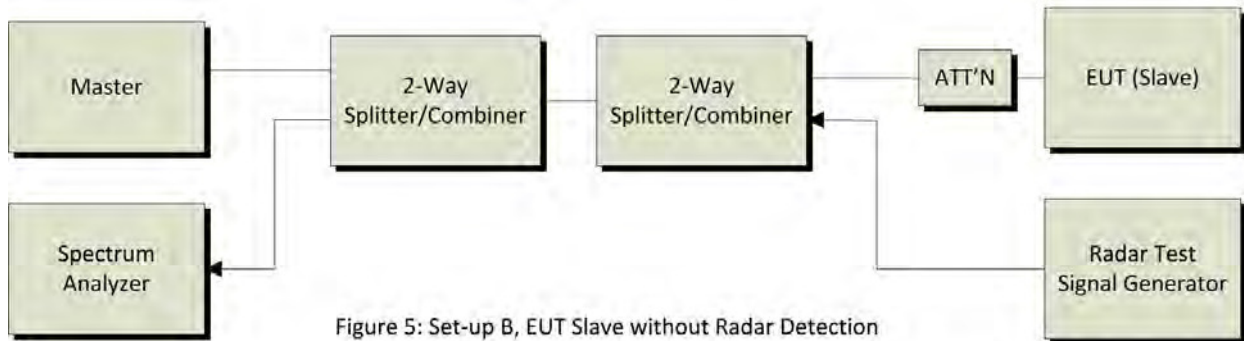 Master
2-Way
Splitter/Combiner
2-Way
Splitter/Combiner
ATT'N
EUT (Slave)
Spectrum
Analyzer
Radar Test
Signal Generator
Figure 5: Set-up B, EUT Slave without Radar Detection